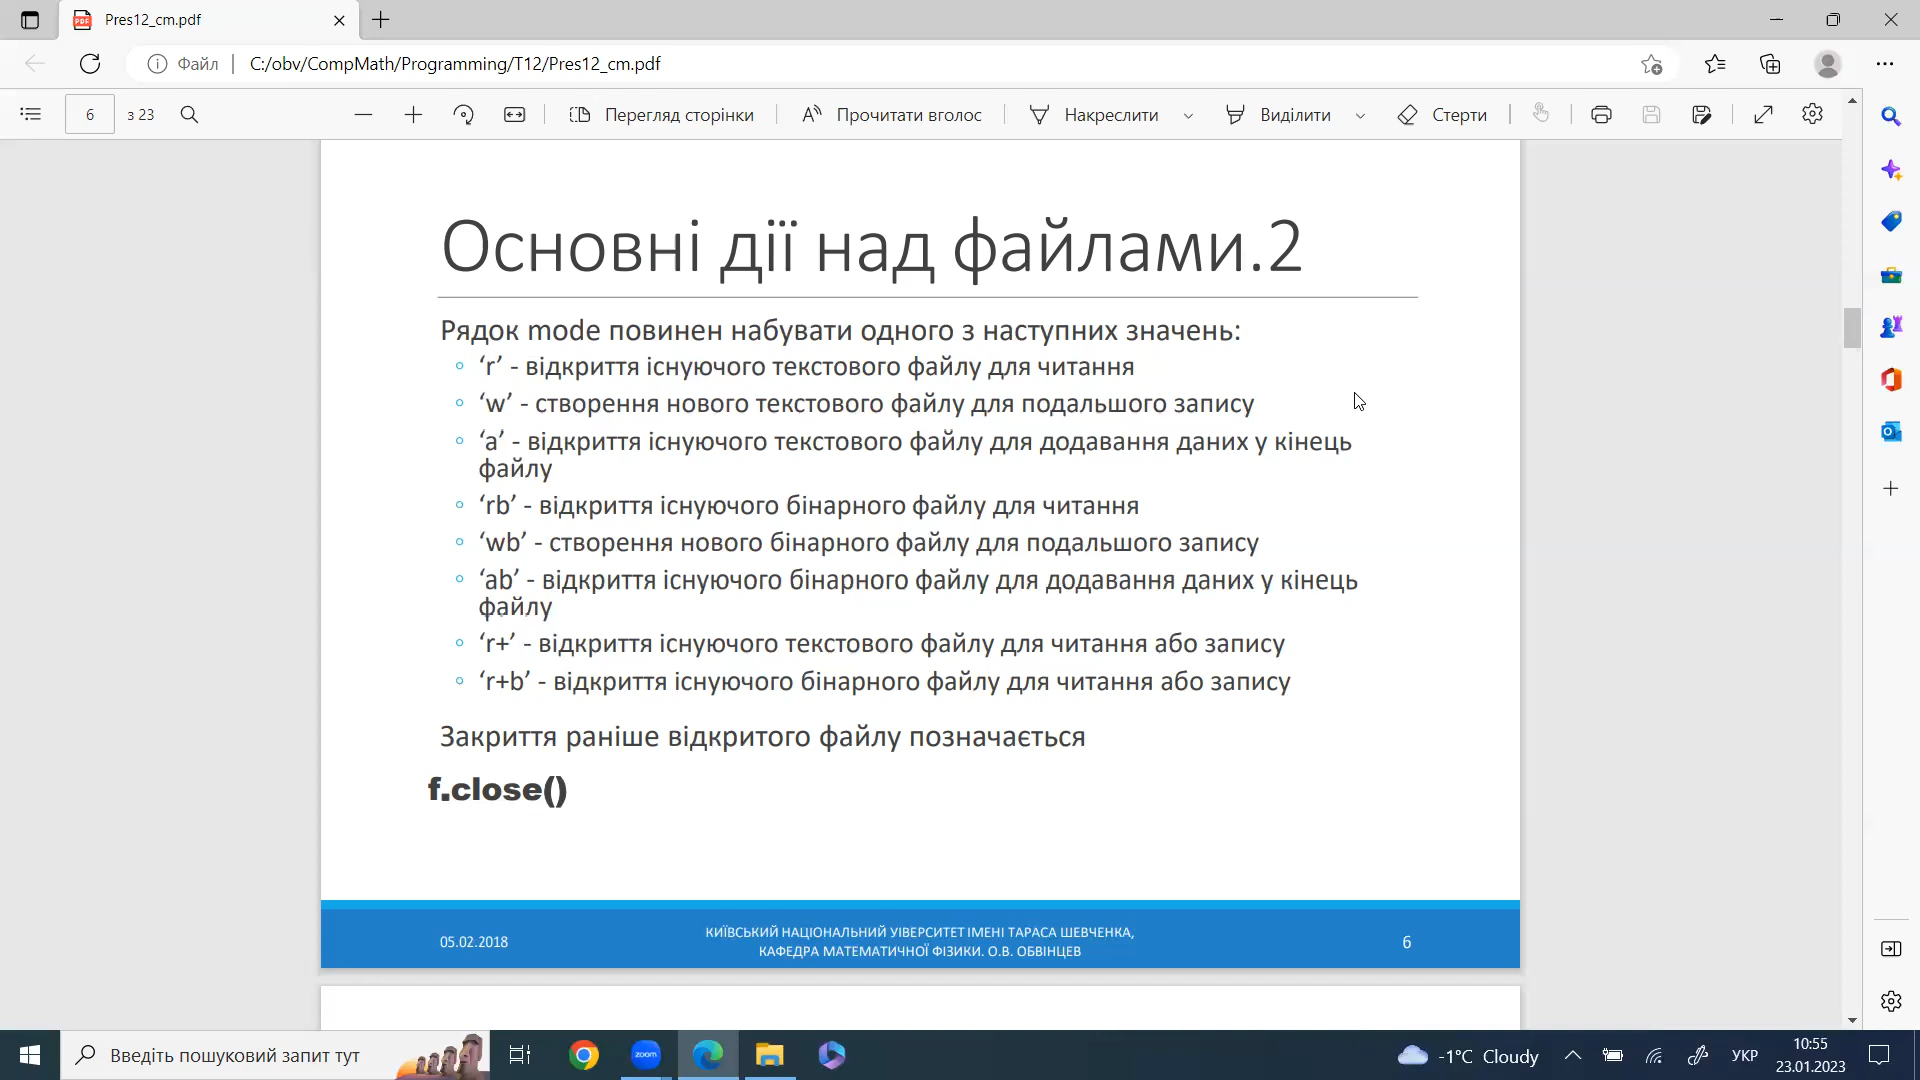 Pres12_cm.pdf
Файл
C:/obv/CompMath/Programming/T12/Pres12_cm.pdf
6
з 23
Перегляд сторінки
Прочитати вголос
Накреслити
Виділити
Стерти
Основні дії над файлами.2
Рядок mode повинен набувати одного з наступних значень:
‘r’ - відкриття існуючого текстового файлу для читання
‘w’ - створення нового текстового файлу для подальшого запису
‘a’ - відкриття існуючого текстового файлу для додавання даних у кінець
файлу
‘rb’ - відкриття існуючого бінарного файлу для читання
‘wb’ - створення нового бінарного файлу для подальшого запису
‘ab’ - відкриття існуючого бінарного файлу для додавання даних у кінець
файлу
‘r+’ - відкриття існуючого текстового файлу для читання або запису
‘r+b’ - відкриття існуючого бінарного файлу для читання або запису
Закриття раніше відкритого файлу позначається
f.close()
05.02.2018
КИЇВСЬКИЙ НАЦІОНАЛЬНИЙ УІВЕРСИТЕТ ІМЕНІ ТАРАСА ШЕВЧЕНКА,
КАФЕДРА МАТЕМАТИЧНОЇ ФІЗИКИ. О.В. ОБВІНЦЕВ
6
Введіть пошуковий запит тут
zoom
-1°C Cloudy
УКР
10:55
23.01.2023